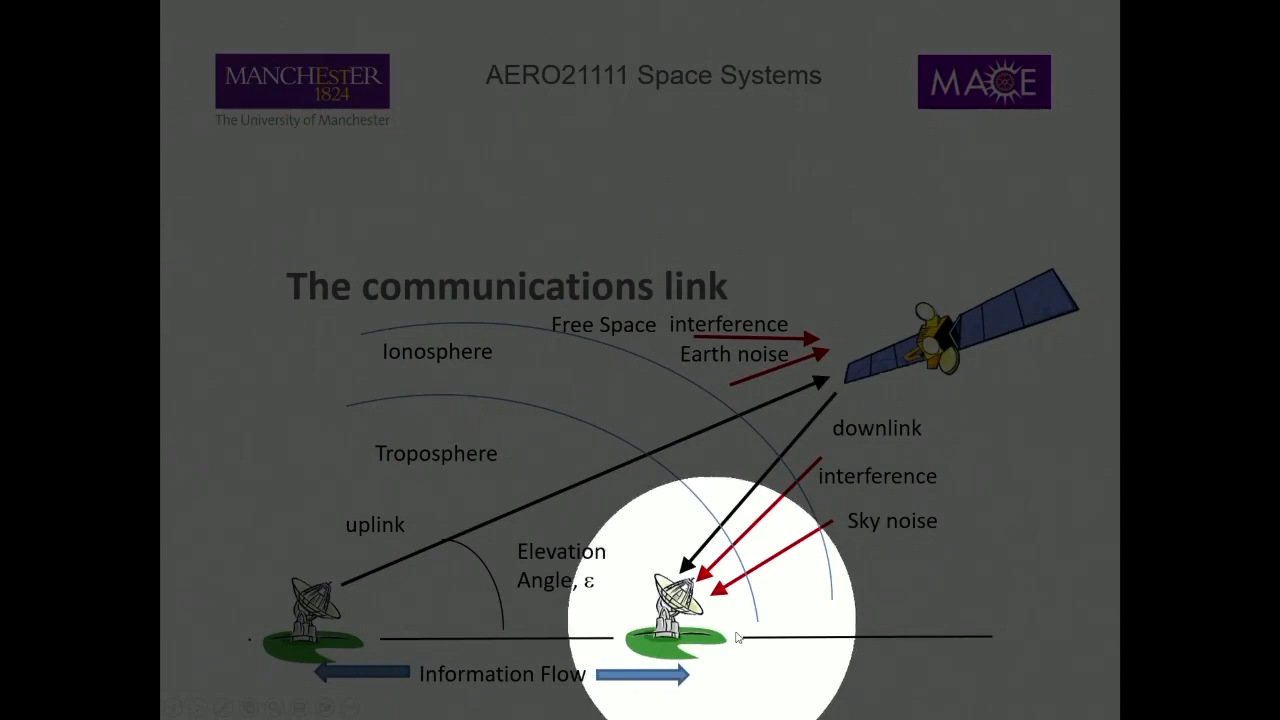 MANCHESTER
1824
The University of Manchester
AERO21111 Space Systems
MACE
The communications link
Free Space interference
Ionosphere
Earth noise
downlink
Troposphere
interference
Sky noise
uplink
Elevation
Angle, ε
Information Flow